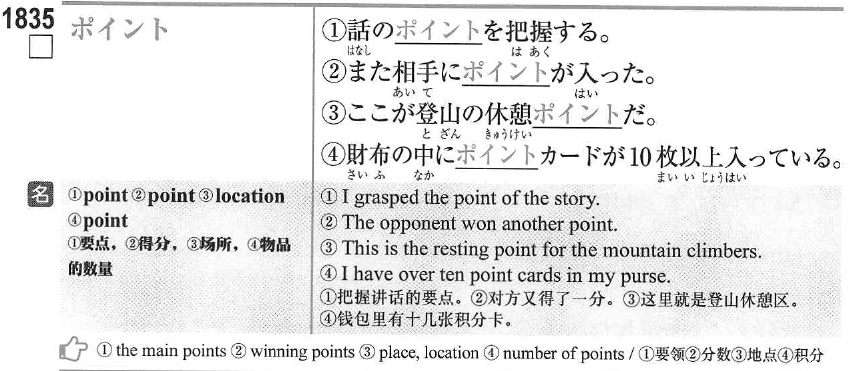 1835 ポイント
①話のポイントを把握する。
はなし はあく
②また相手にポイントが入った。
あいて はい
③ここが登山の休憩ポイントだ。
とざん きゅうけい
④財布の中にポイントカードが10枚以上入っている。
さいふ なか まいいじょうはい
名 ①point ②point ③location
④point
①要点，②得分，③场所，④物品
的数量
① I grasped the point of the story.
② The opponent won another point.
③ This is the resting point for the mountain climbers.
④ I have over ten point cards in my purse.
①把握讲话的要点。②对方又得了一分。③这里就是登山休憩区。
④钱包里有十几张积分卡。
① the main points ② winning points ③ place, location ④ number of points / ①要领②分数③地点④积分